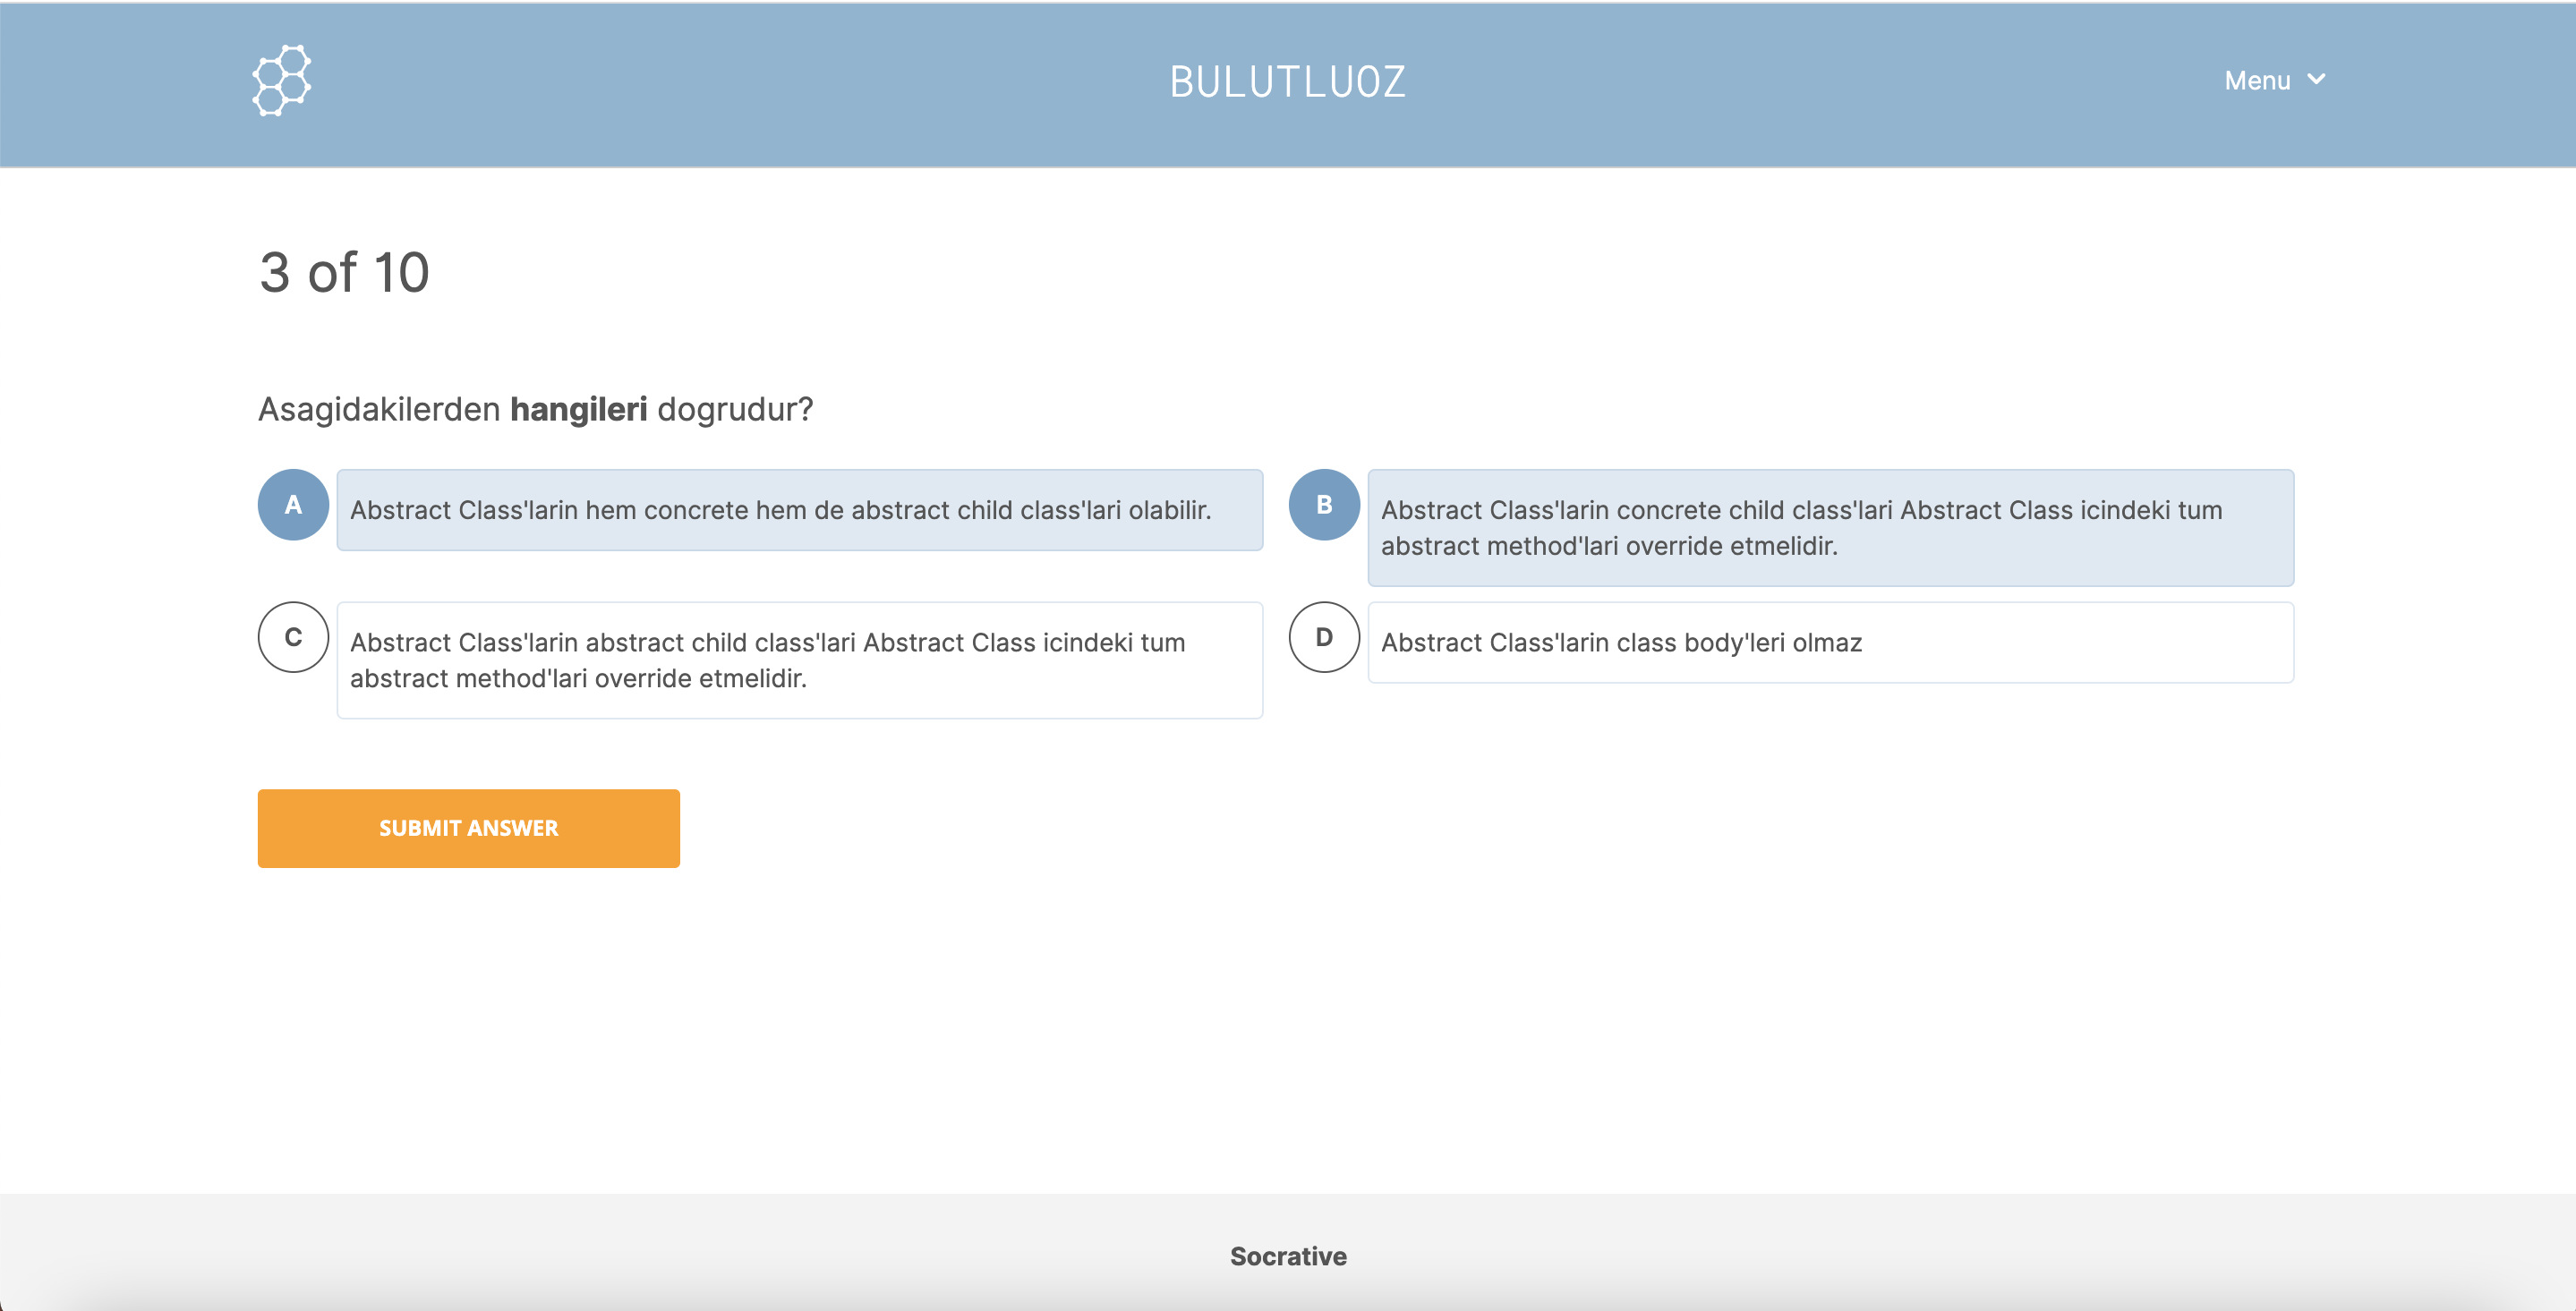 BULUTLUOZ
Menu
3 of 10
Asagidakilerden hangileri dogrudur?
A
Abstract Class'larin hem concrete hem de abstract child class'lari olabilir.
B
Abstract Class'larin concrete child class'lari Abstract Class icindeki tum
abstract method'lari override etmelidir.
C
Abstract Class'larin abstract child class'lari Abstract Class icindeki tum
abstract method'lari override etmelidir.
D
Abstract Class'larin class body'leri olmaz
SUBMIT ANSWER
Socrative